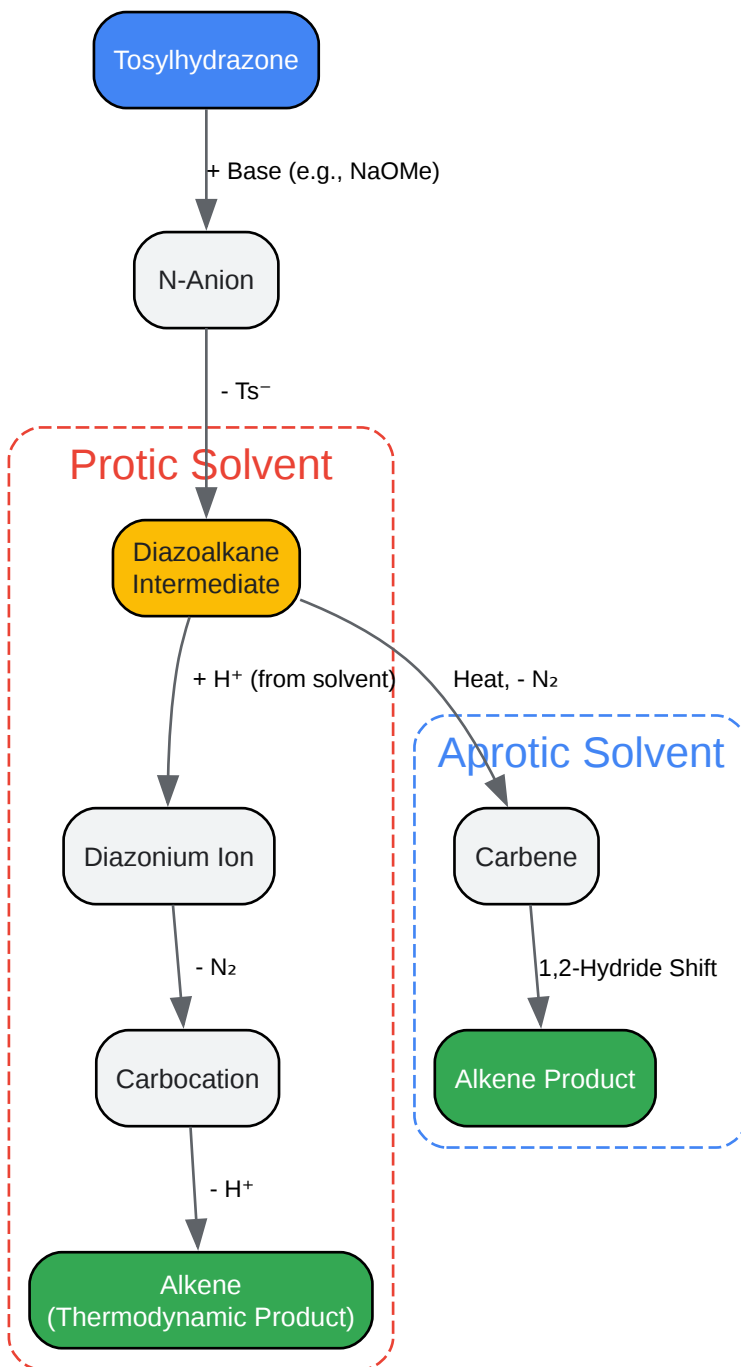 Tosylhydrazone
+ Base (e.g., NaOMe)
N-Anion
- Ts⁻
Protic Solvent
Diazoalkane
Intermediate
+ H⁺ (from solvent)
Heat, - N₂
Aprotic Solvent
Diazonium Ion
Carbene
- N₂
1,2-Hydride Shift
Carbocation
Alkene Product
- H⁺
Alkene
(Thermodynamic Product)